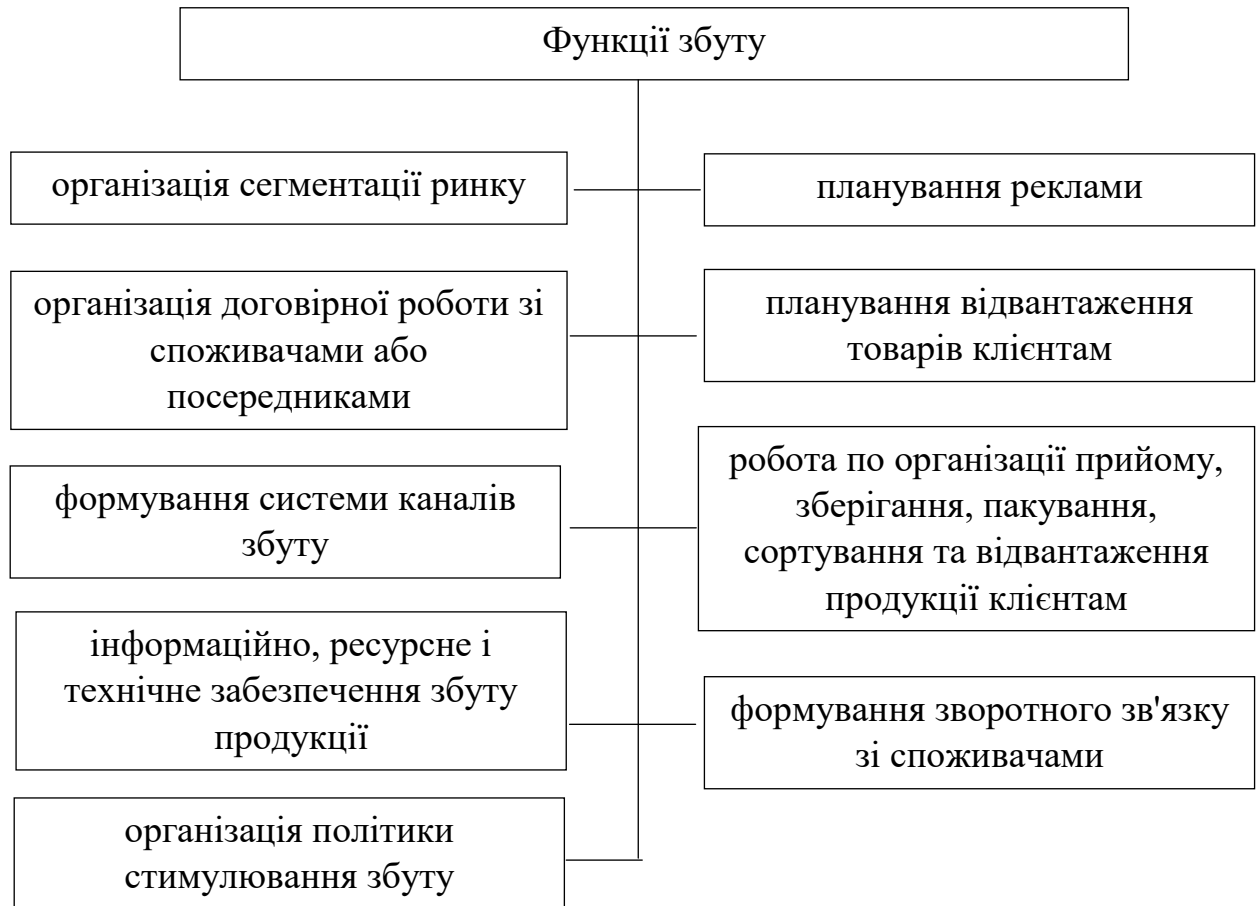 Функції збуту
організація сегментації ринку
планування реклами
організація договірної роботи зі
споживачами або
посередниками
планування відвантаження
товарів клієнтам
формування системи каналів
збуту
робота по організації прийому,
зберігання, пакування,
сортування та відвантаження
продукції клієнтам
інформаційно, ресурсне і
технічне забезпечення збуту
продукції
формування зворотного зв'язку
зі споживачами
організація політики
стимулювання збуту